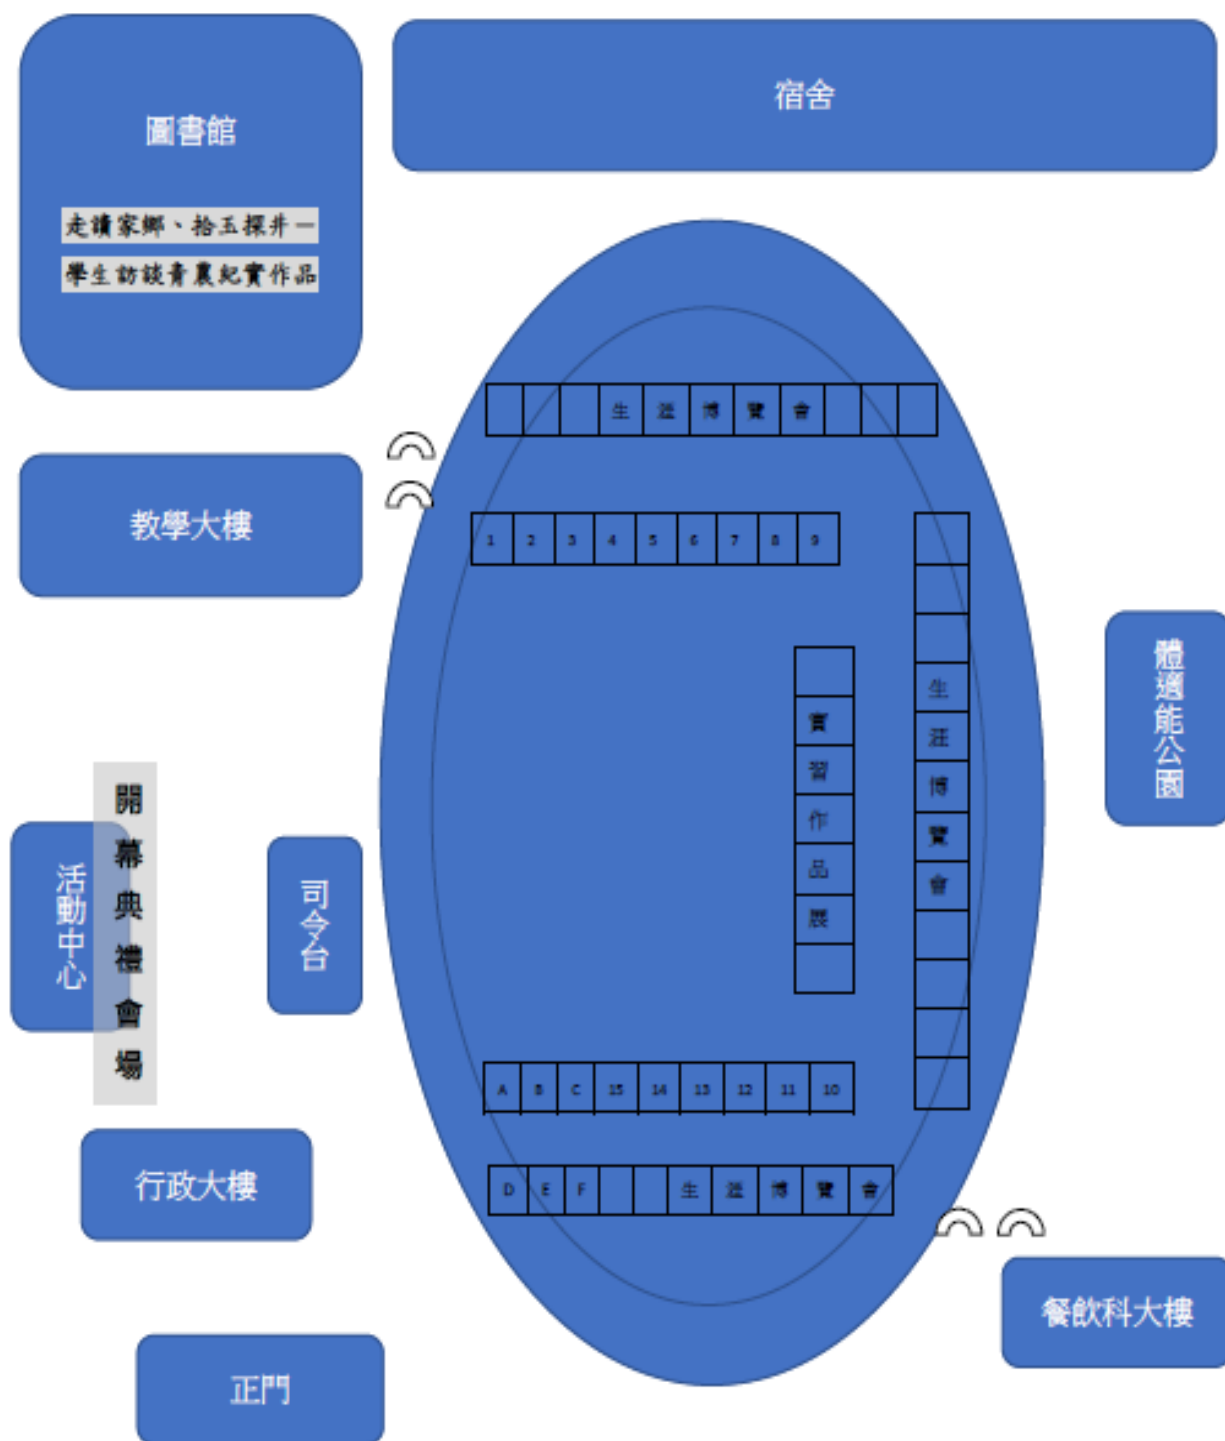 圖書館
走讀家鄉、拾玉探井－
學生訪談青農紀實作品
宿舍
生涯博覽會
教學大樓
1 2 3 4 5 6 7 8 9
體適能公園
實習作品展
生涯博覽會
開幕典禮會場
活動中心
司令台
A B C 15 14 13 12 11 10
行政大樓
D E F 生涯博覽會
餐飲科大樓
正門